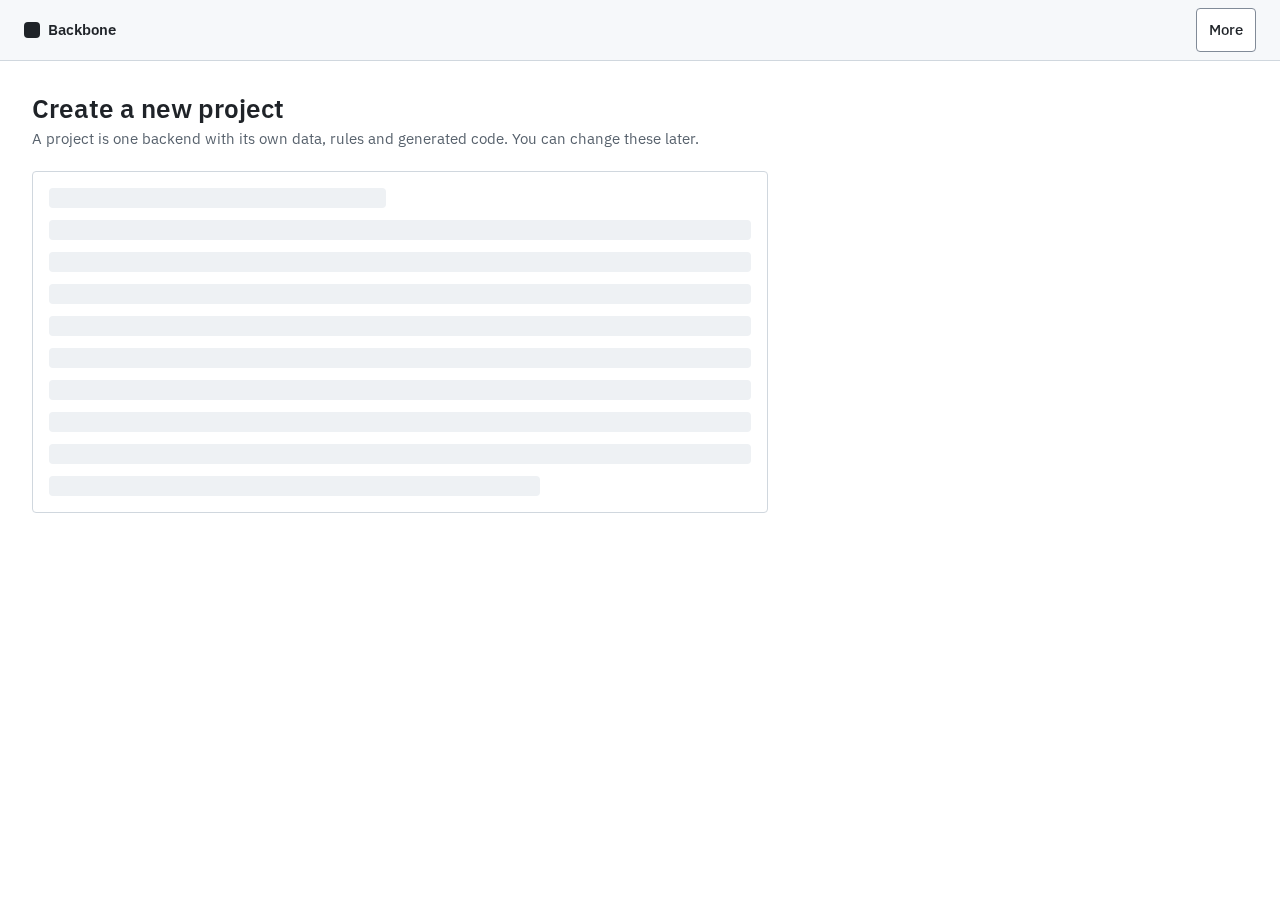 Backbone
More
Create a new project
A project is one backend with its own data, rules and generated code. You can change these later.